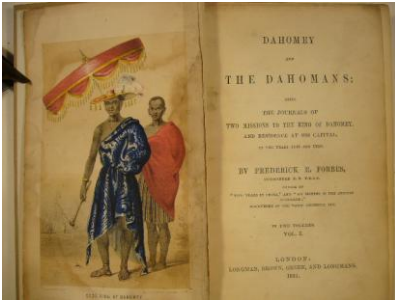 DAHOMEY
AND
THE DAHOMANS;
BEING
THE JOURNALS OF
TWO MISSIONS TO THE KING OF DAHOMEY,
AND RESIDENCE AT HIS CAPITAL,
IN THE YEARS 1849 AND 1850.
BY FREDERICK E. FORBES,
COMMANDER R.N.
AUTHOR OF
IN TWO VOLUMES
VOL. I.
LONDON:
LONGMAN, BROWN, GREEN, AND LONGMANS.
1851.